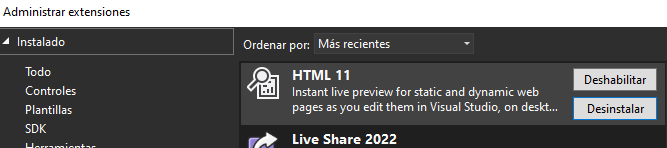 Administrar extensiones
Instalado
Ordenar por: Más recientes
Todo
Controles
Plantillas
SDK
Herramientas
HTML 11
Instant live preview for static and dynamic web
pages as you edit them in Visual Studio, on deskt...
Deshabilitar
Desinstalar
Live Share 2022